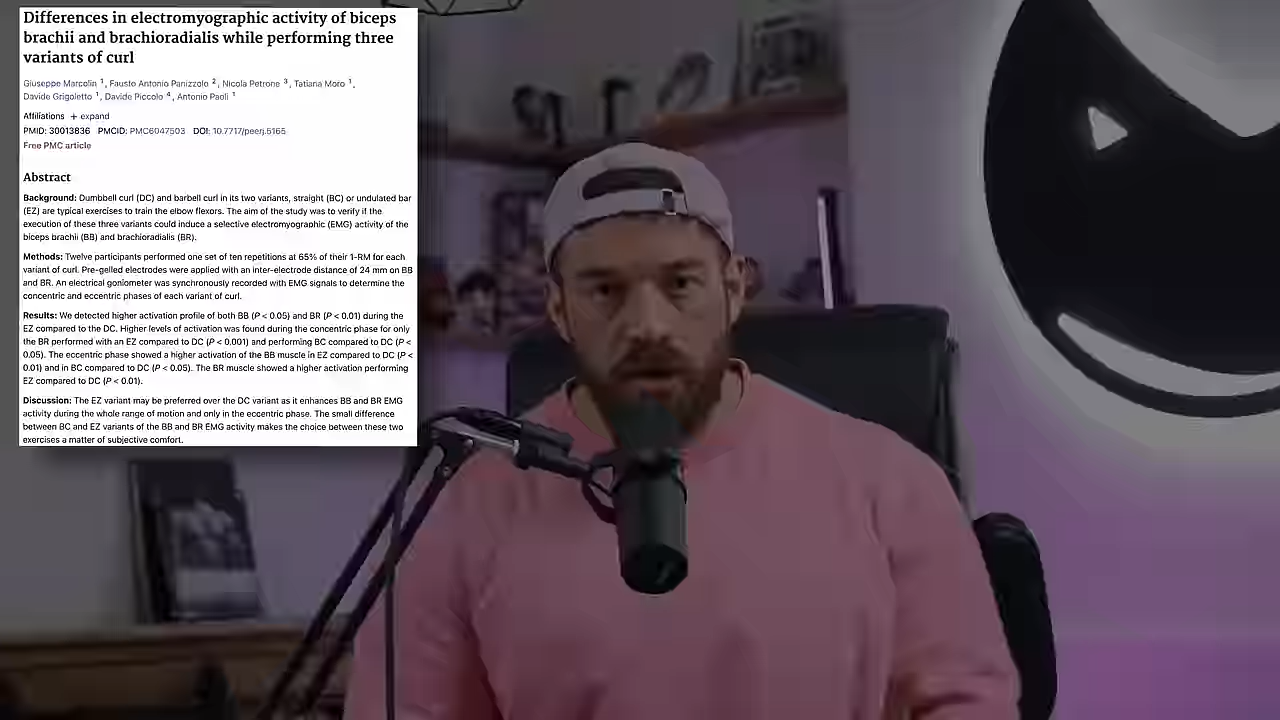 Differences in electromyographic activity of biceps
brachii and brachioradialis while performing three
variants of curl
Giuseppe Marcolin 1, Fausto Antonio Panizzolo 2, Nicola Petrone 3, Tatiana Moro 1,
Davide Grigoletto 1, Davide Piccolo 4, Antonio Paoli 1
Affiliations + expand
PMID: 30013836 PMCID: PMC6047503 DOI: 10.7717/peerj.5165
Free PMC article
Abstract
Background: Dumbbell curl (DC) and barbell curl in its two variants, straight (BC) or undulated bar
(EZ) are typical exercises to train the elbow flexors. The aim of the study was to verify if the
execution of these three variants could induce a selective electromyographic (EMG) activity of the
biceps brachii (BB) and brachioradialis (BR).
Methods: Twelve participants performed one set of ten repetitions at 65% of their 1-RM for each
variant of curl. Pre-gelled electrodes were applied with an inter-electrode distance of 24 mm on BB
and BR. An electrical goniometer was synchronously recorded with EMG signals to determine the
concentric and eccentric phases of each variant of curl.
Results: We detected higher activation profile of both BB (P < 0.05) and BR (P < 0.01) during the
EZ compared to the DC. Higher levels of activation was found during the concentric phase for only
the BR performed with an EZ compared to DC (P < 0.001) and performing BC compared to DC (P <
0.05). The eccentric phase showed a higher activation of the BB muscle in EZ compared to DC (P <
0.01) and in BC compared to DC (P < 0.05). The BR muscle showed a higher activation performing
EZ compared to DC (P < 0.01).
Discussion: The EZ variant may be preferred over the DC variant as it enhances BB and BR EMG
activity during the whole range of motion and only in the eccentric phase. The small difference
between BC and EZ variants of the BB and BR EMG activity makes the choice between these two
exercises a matter of subjective comfort.